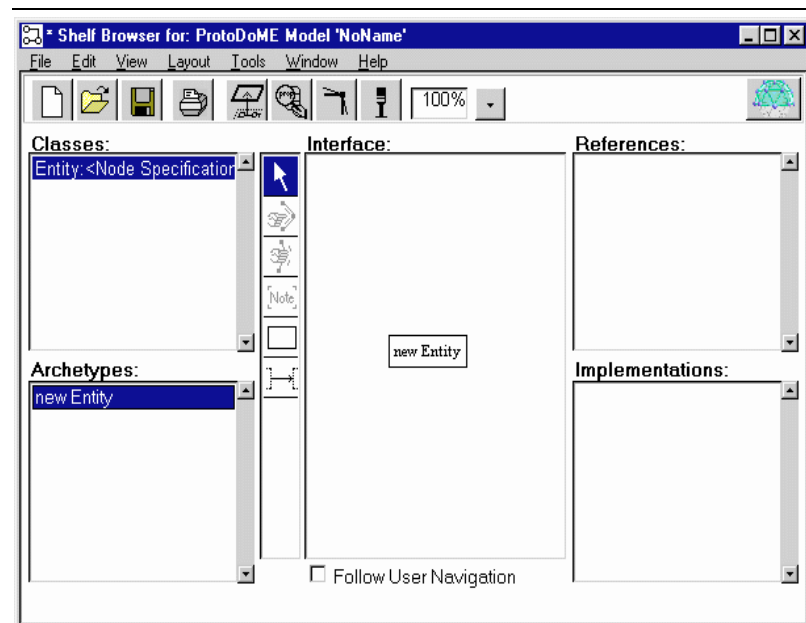 * Shelf Browser for: ProtoDoME Model 'NoName'
File Edit View Layout Tools Window Help
100%
Classes:
Entity:<Node Specification
Interface:
References:
[Note]
new Entity
Archetypes:
new Entity
Implementations:
Follow User Navigation